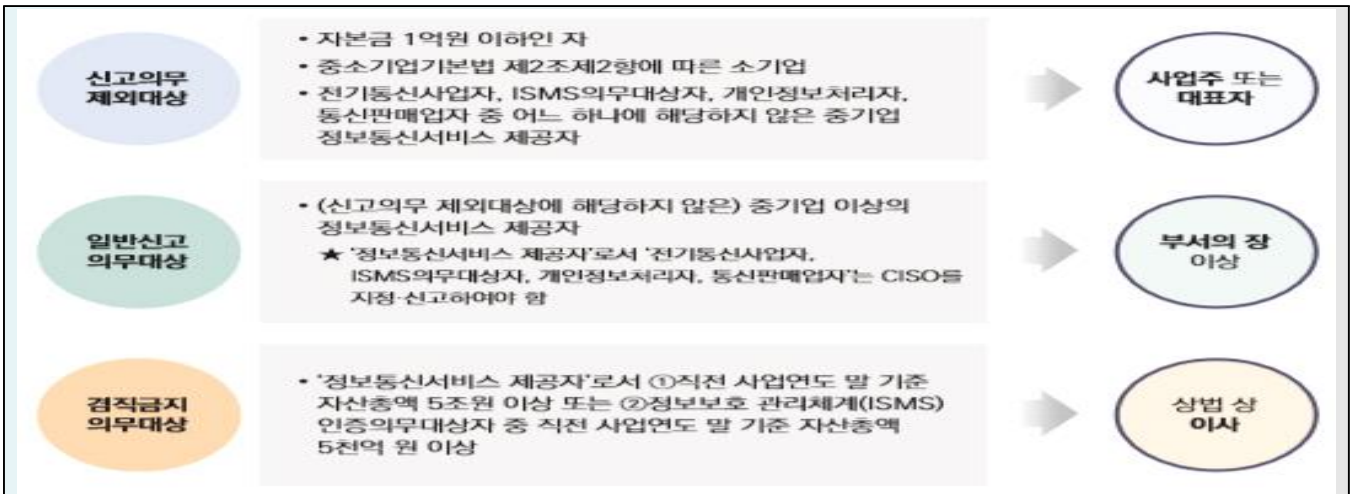 신고의무
제외대상
• 자본금 1억원 이하인 자
• 중소기업기본법 제2조제2항에 따른 소기업
• 전기통신사업자, ISMS의무대상자, 개인정보처리자,
통신판매업자 중 어느 하나에 해당하지 않은 중기업
정보통신서비스 제공자
사업주 또는
대표자
일반신고
의무대상
• (신고의무 제외대상에 해당하지 않은) 중기업 이상의
정보통신서비스 제공자
★ '정보통신서비스 제공자'로서 '전기통신사업자,
ISMS의무대상자, 개인정보처리자, 통신판매업자'는 CISO를
지정·신고하여야 함
부서의 장
이상
겸직금지
의무대상
• '정보통신서비스 제공자'로서 ①직전 사업연도 말 기준
자산총액 5조원 이상 또는 ②정보보호 관리체계(ISMS)
인증의무대상자 중 직전 사업연도 말 기준 자산총액
5천억 원 이상
상법 상
이사